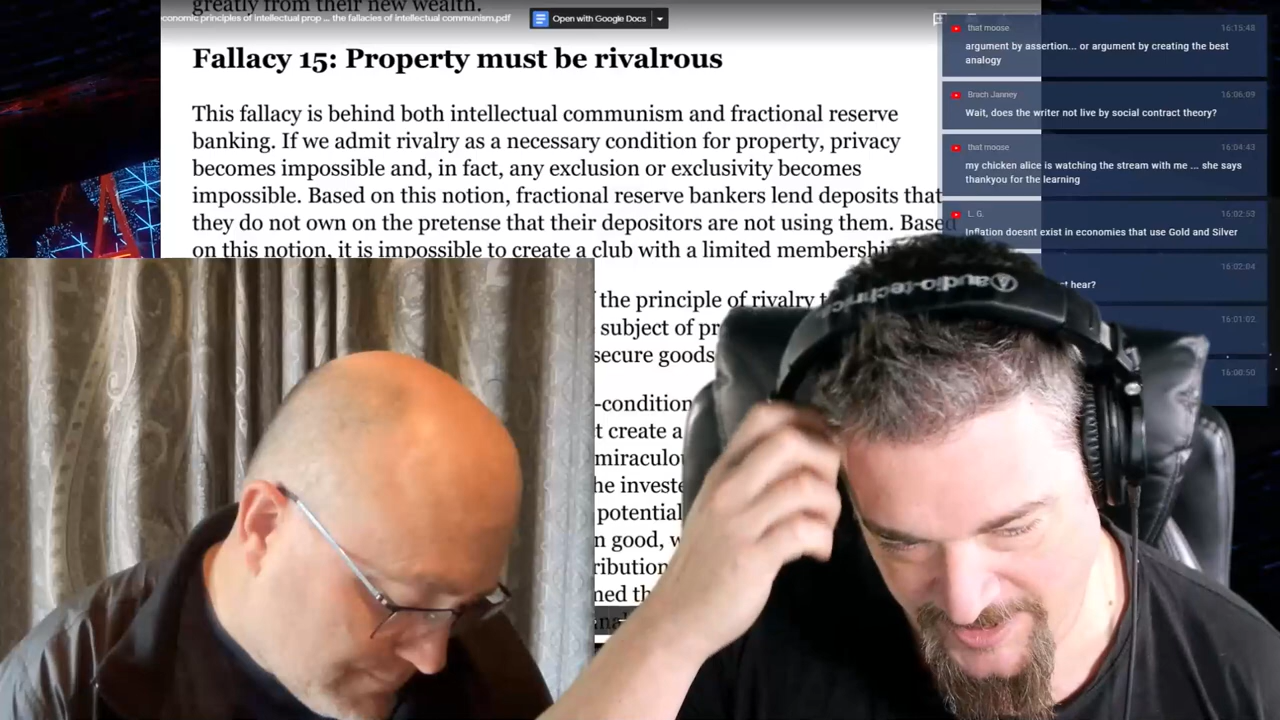 greatly from their new wealth.
economic principles of intellectual prop ... the fallacies of intellectual communism.pdf
Open with Google Docs
Fallacy 15: Property must be rivalrous
This fallacy is behind both intellectual communism and fractional reserve
banking. If we admit rivalry as a necessary condition for property, privacy
becomes impossible and, in fact, any exclusion or exclusivity becomes
impossible. Based on this notion, fractional reserve bankers lend deposits that
they do not own on the pretense that their depositors are not using them. Based
on this notion, it is impossible to create a club with a limited membership
the principle of rivalry
subject of
secure goods
-condition
create a
he
potential
good,
that moose 16:15:48
argument by assertion... or argument by creating the best
analogy
Brach Janney 16:06:09
Wait, does the writer not live by social contract theory?
that moose 16:04:43
my chicken alice is watching the stream with me ... she says
thankyou for the learning
L. G. 16:02:53
Inflation doesnt exist in economies that use Gold and Silver
16:02:04
hear?
16:01:02
16:00:50
audio-technica